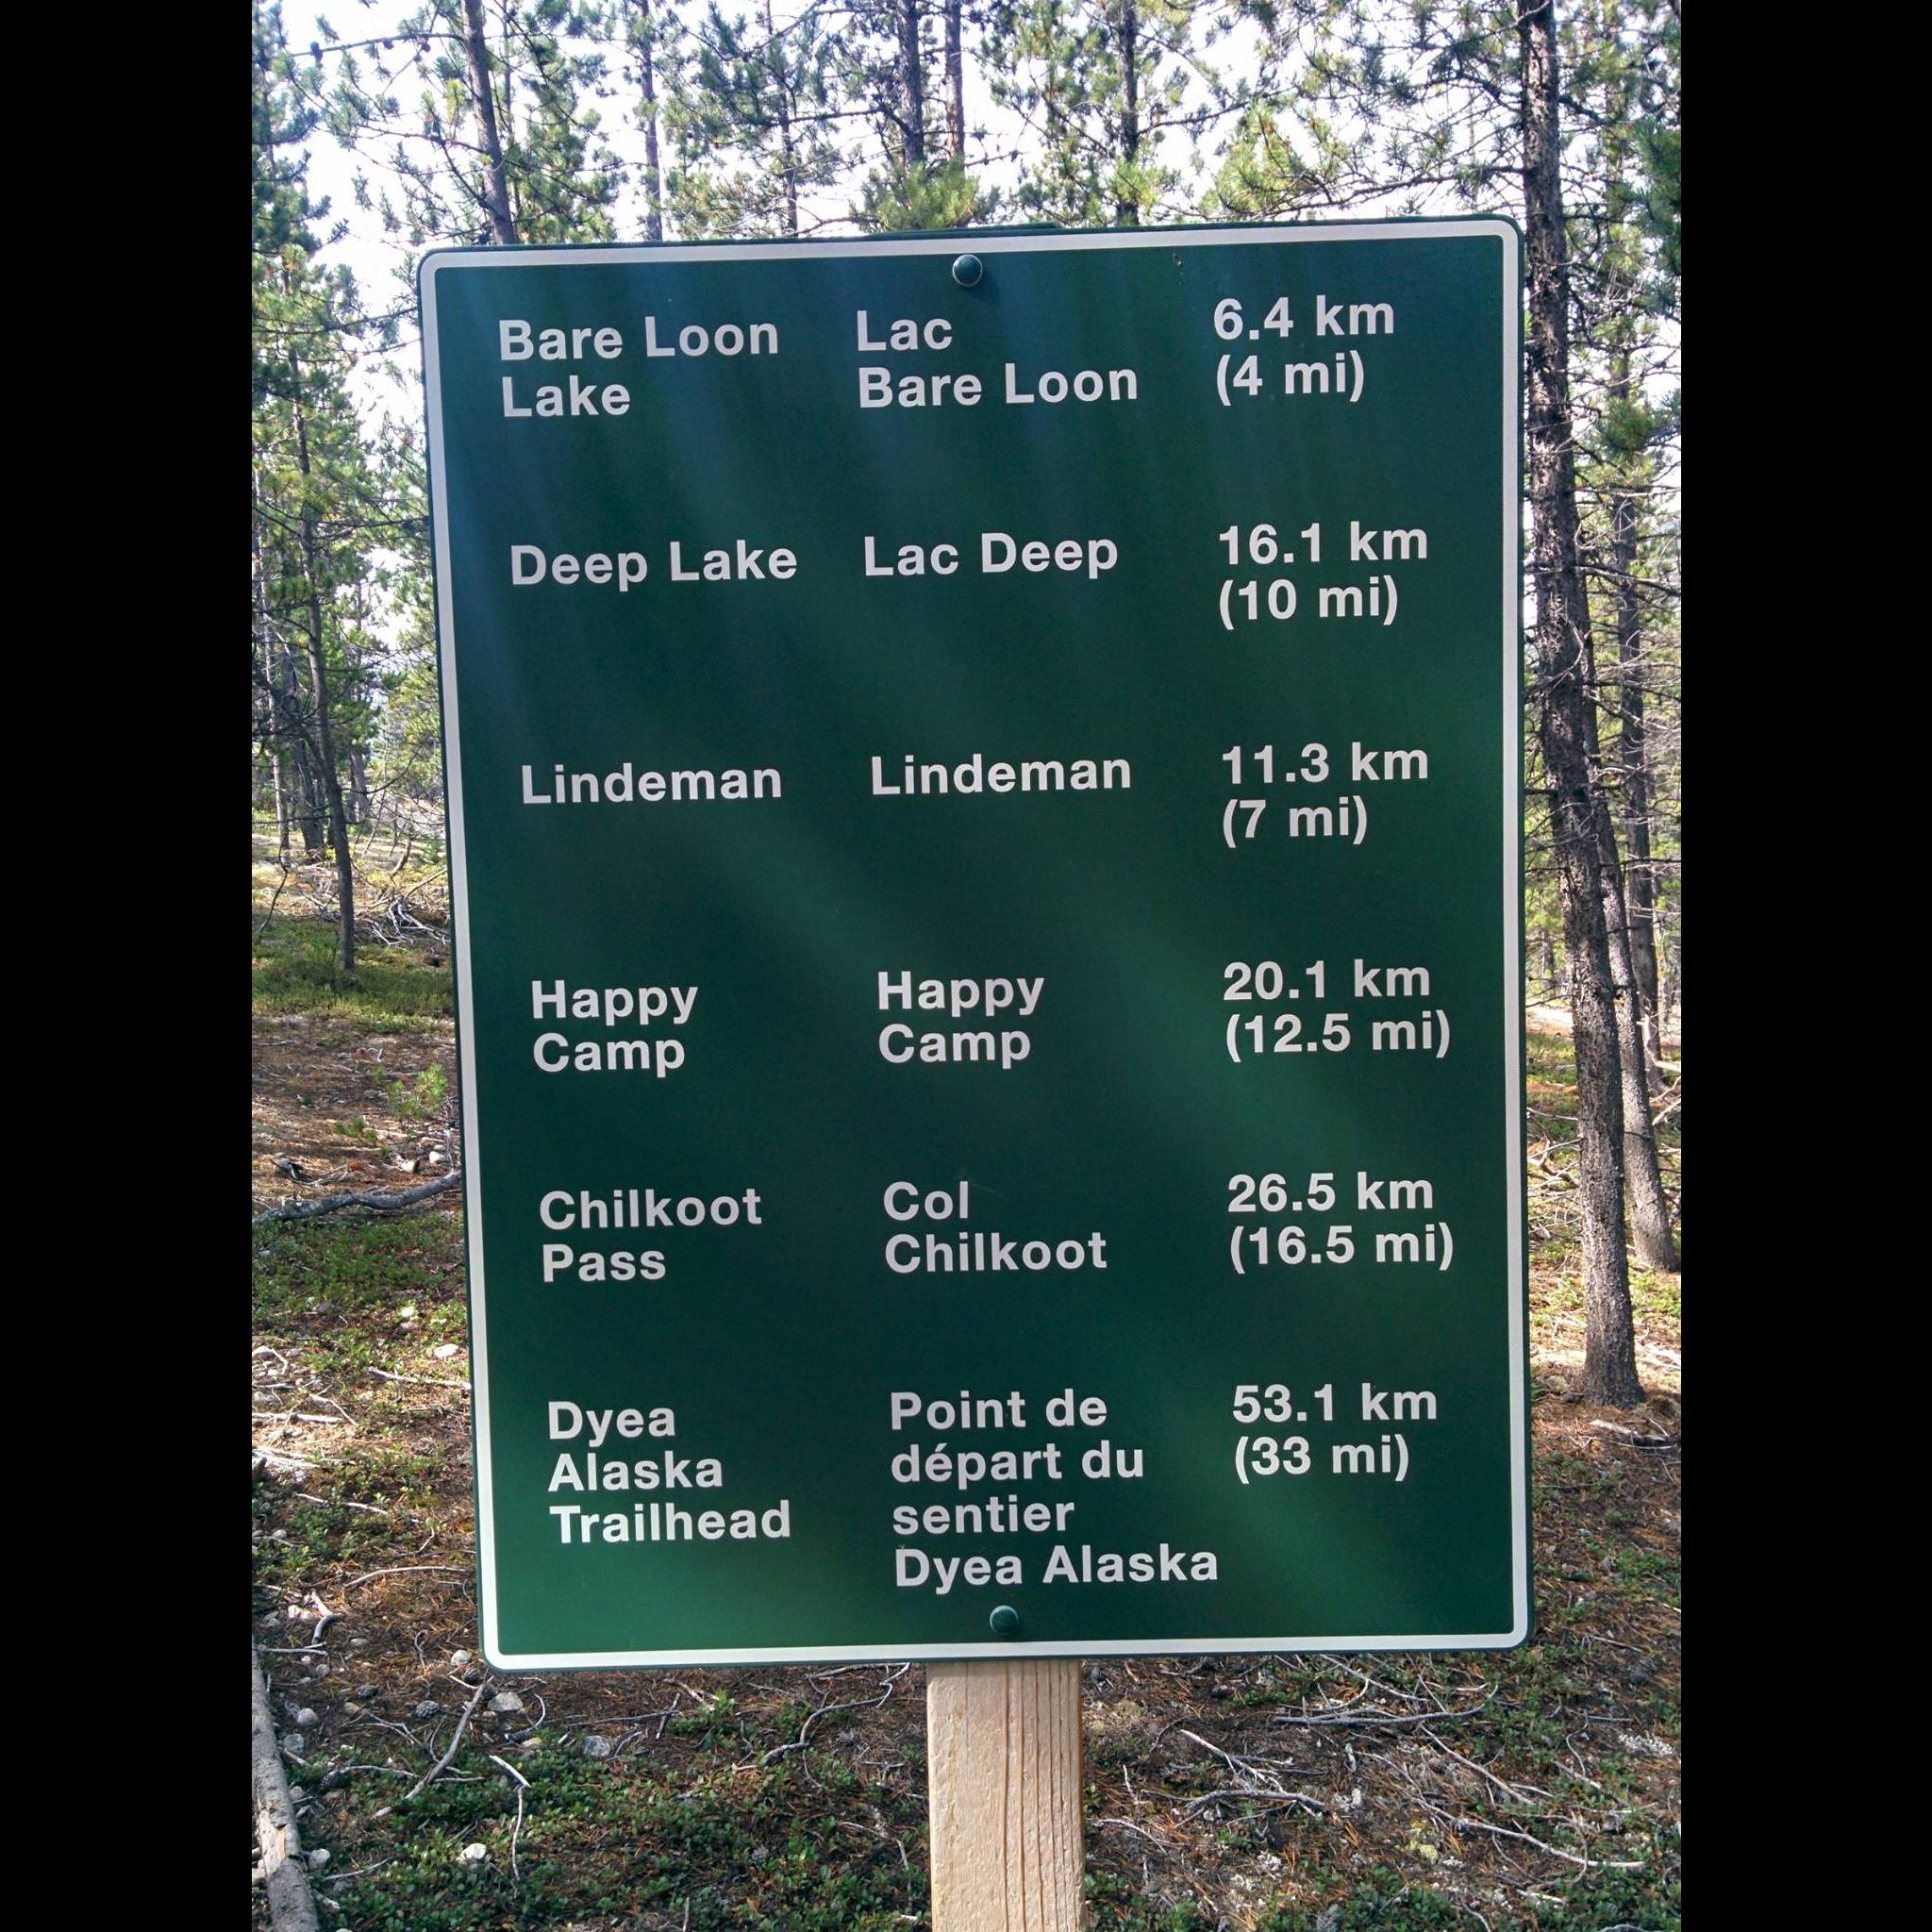 Bare Loon
Lake
Lac
Bare Loon
6.4 km
(4 mi)
Deep Lake
Lac Deep
16.1 km
(10 mi)
Lindeman
Lindeman
11.3 km
(7 mi)
Happy
Camp
Happy
Camp
20.1 km
(12.5 mi)
Chilkoot
Pass
Col
Chilkoot
26.5 km
(16.5 mi)
Dyea
Alaska
Trailhead
Point de
départ du
sentier
Dyea Alaska
53.1 km
(33 mi)